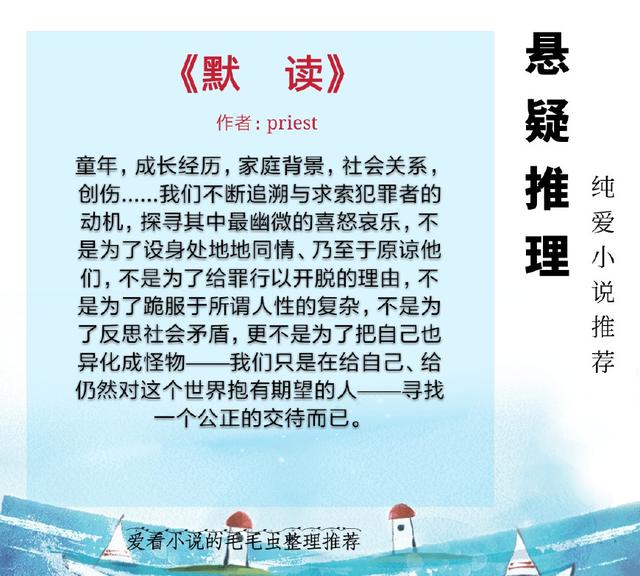 《默 读》
作者：priest
童年，成长经历，家庭背景，社会关系，
创伤......我们不断追溯与求索犯罪者的
动机，探寻其中最幽微的喜怒哀乐，不
是为了设身处地地同情、乃至于原谅他
们，不是为了给罪行以开脱的理由，不
是为了跪服于所谓人性的复杂，不是为
了反思社会矛盾，更不是为了把自己也
异化成怪物——我们只是在给自己、给
仍然对这个世界抱有期望的人——寻找
一个公正的交待而已。
悬疑推理
纯爱小说推荐
爱看小说的毛毛虫整理推荐